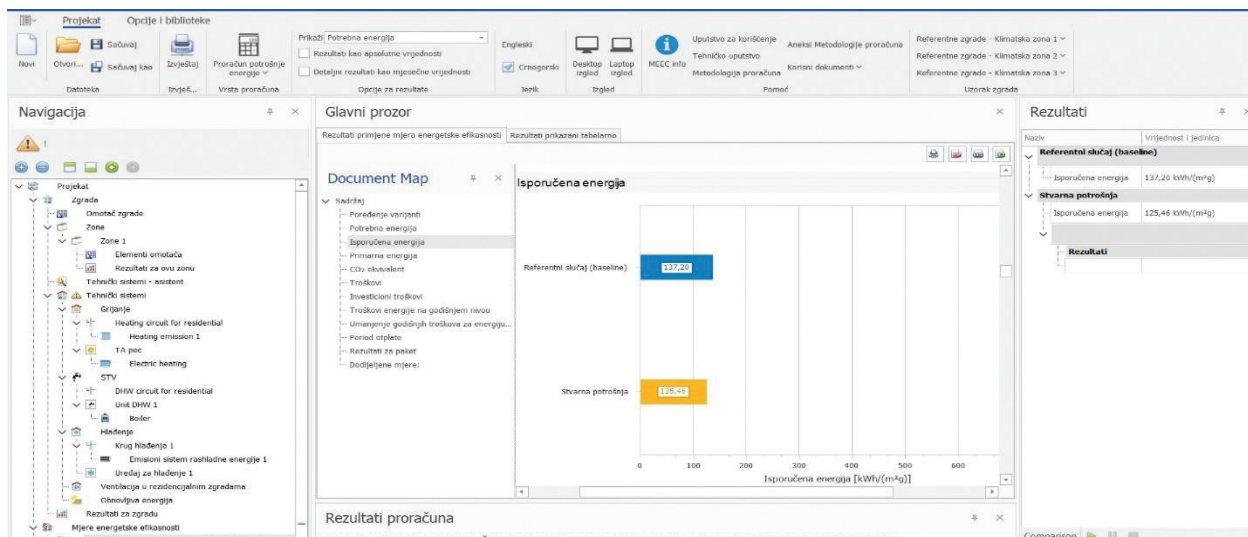 Projekat Opcije i biblioteke
Novi
Otvori...
Sačuvaj
Sačuvaj kao
Datoteka
Izvještaj
Izvješ...
Proračun potrošnje
energije
Vrsta proračuna
Prikaži Potrebna energija
Rezultati kao apsolutne vrijednosti
Detaljni rezultati kao mjesečne vrijednosti
Opcije za rezultate
Engleski
Crnogorski
Jezik
Desktop
izgled
Laptop
izgled
Izgled
MEEC info
Uputstvo za korišćenje
Tehničko uputstvo
Metodologija proračuna
Aneksi Metodologije proračuna
Korisni dokumenti
Pomoć
Referentne zgrade - Klimatska zona 1
Referentne zgrade - Klimatska zona 2
Referentne zgrade - Klimatska zona 3
Uzorak zgrada
Navigacija
Projekat
Zgrada
Omotač zgrade
Zone
Zone 1
Elementi omotača
Rezultati za ovu zonu
Tehnički sistemi - asistent
Tehnički sistemi
Grijanje
Heating circuit for residential
Heating emission 1
TA pec
Electric heating
STV
DHW circuit for residential
Unit DHW 1
Boiler
Hlađenje
Krug hlađenja 1
Emisioni sistem rashladne energije 1
Uređaj za hlađenje 1
Ventilacija u rezidencijalnim zgradama
Obnovljiva energija
Rezultati za zgradu
Mjere energetske efikasnosti
Glavni prozor
Rezultati primjene mjera energetske efikasnosti
Rezultati prikazani tabelarno
Document Map
Sadržaj
Poređenje varijanti
Potrebna energija
Isporučena energija
Primarna energija
CO₂ ekvivalent
Troškovi
Investicioni troškovi
Troškovi energije na godišnjem nivou
Umanjenje godišnjih troškova za energiju...
Period otplate
Rezultati za paket
Dodijeljene mjere:
Isporučena energija
Referentni slučaj (baseline)
137,20
Stvarna potrošnja
125,46
0 100 200 300 400 500 600
Isporučena energija [kWh/(m²g)]
Rezultati proračuna
Rezultati
Naziv Vrijednost i jedinica
Referentni slučaj (baseline)
Isporučena energija 137,20 kWh/(m²g)
Stvarna potrošnja
Isporučena energija 125,46 kWh/(m²g)
Rezultati
Comparison